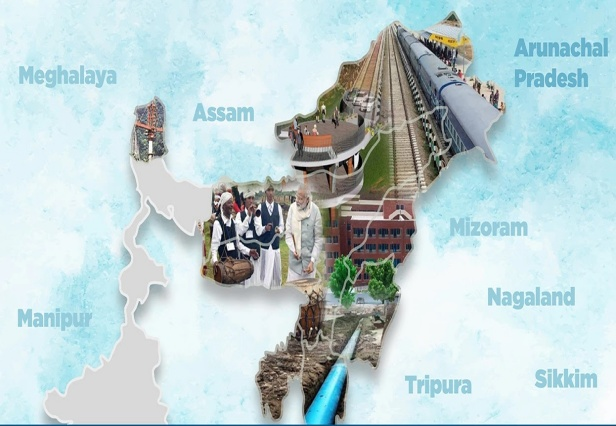 Meghalaya
Assam
Arunachal
Pradesh
Mizoram
Nagaland
Manipur
Tripura
Sikkim